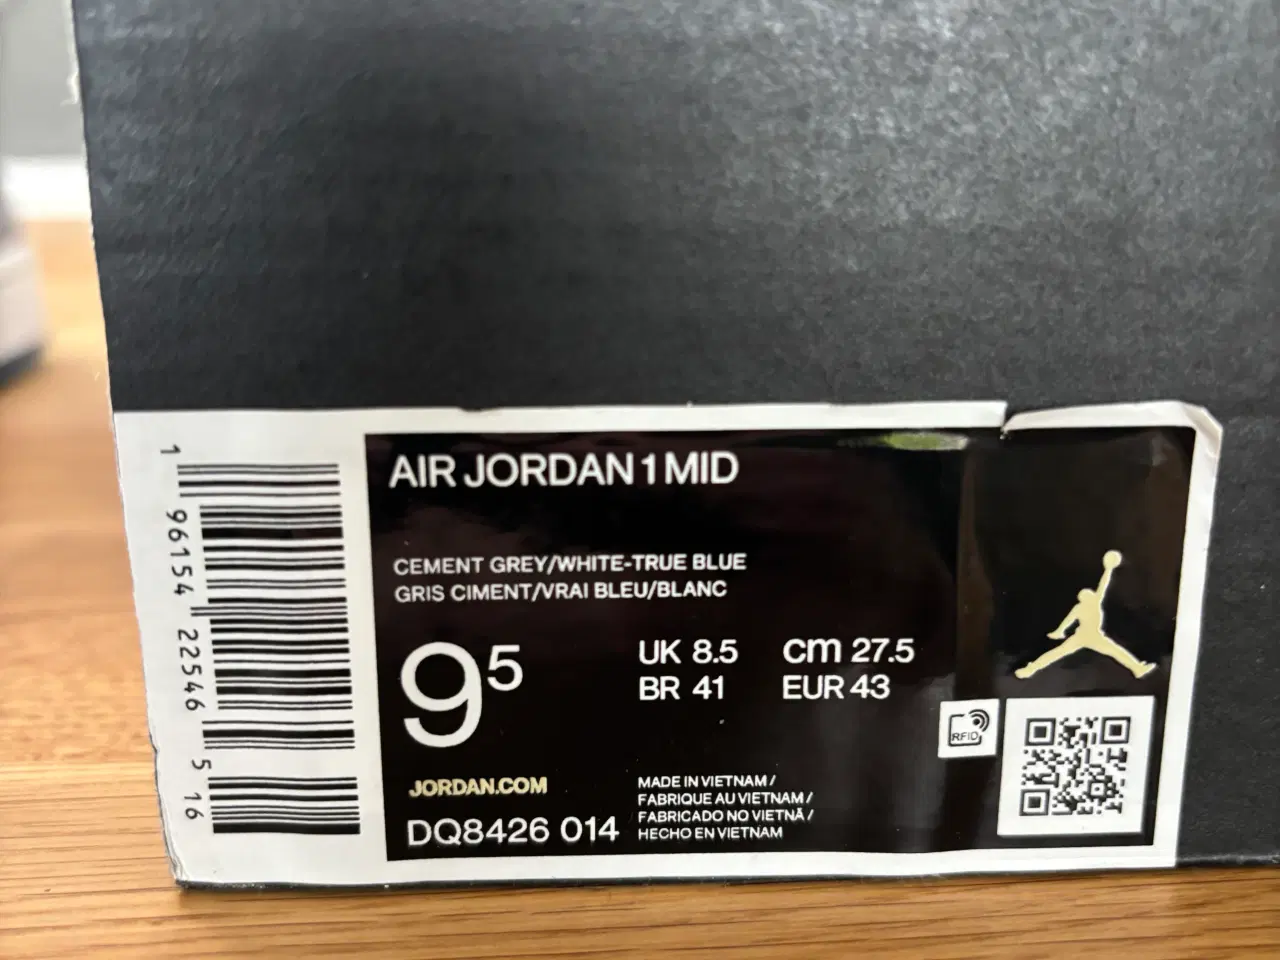 1 96154 22546 5 16
AIR JORDAN 1 MID
CEMENT GREY/WHITE-TRUE BLUE
GRIS CIMENT/VRAI BLEU/BLANC
9⁵
UK 8.5 cm 27.5
BR 41 EUR 43
RFID
JORDAN.COM
DQ8426 014
MADE IN VIETNAM /
FABRIQUE AU VIETNAM /
FABRICADO NO VIETNÃ /
HECHO EN VIETNAM